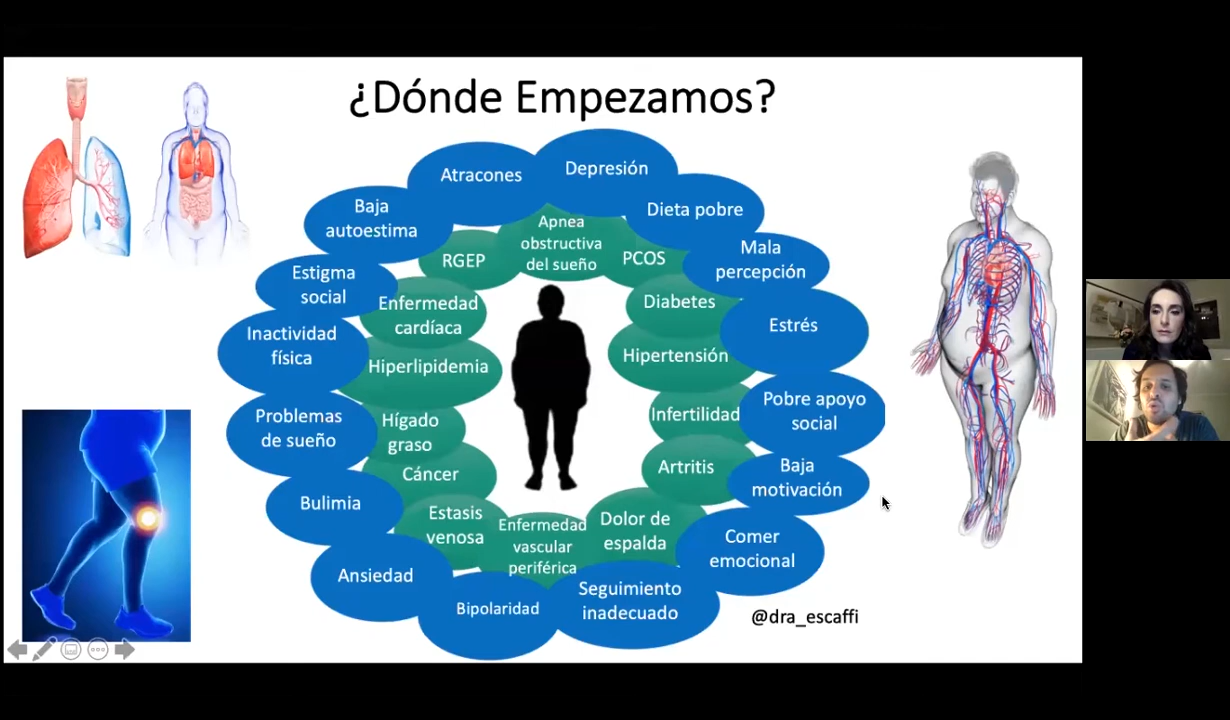 ¿Dónde Empezamos?
Atracones
Depresión
Baja
autoestima
Dieta pobre
Apnea
obstructiva
del sueño
RGEP
PCOS
Mala
percepción
Estigma
social
Enfermedad
cardíaca
Diabetes
Estrés
Inactividad
física
Hiperlipidemia
Hipertensión
Problemas
de sueño
Hígado
graso
Infertilidad
Pobre apoyo
social
Cáncer
Artritis
Baja
motivación
Bulimia
Estasis
venosa
Enfermedad
vascular
periférica
Dolor de
espalda
Comer
emocional
Ansiedad
Bipolaridad
Seguimiento
inadecuado
@dra_escaffi